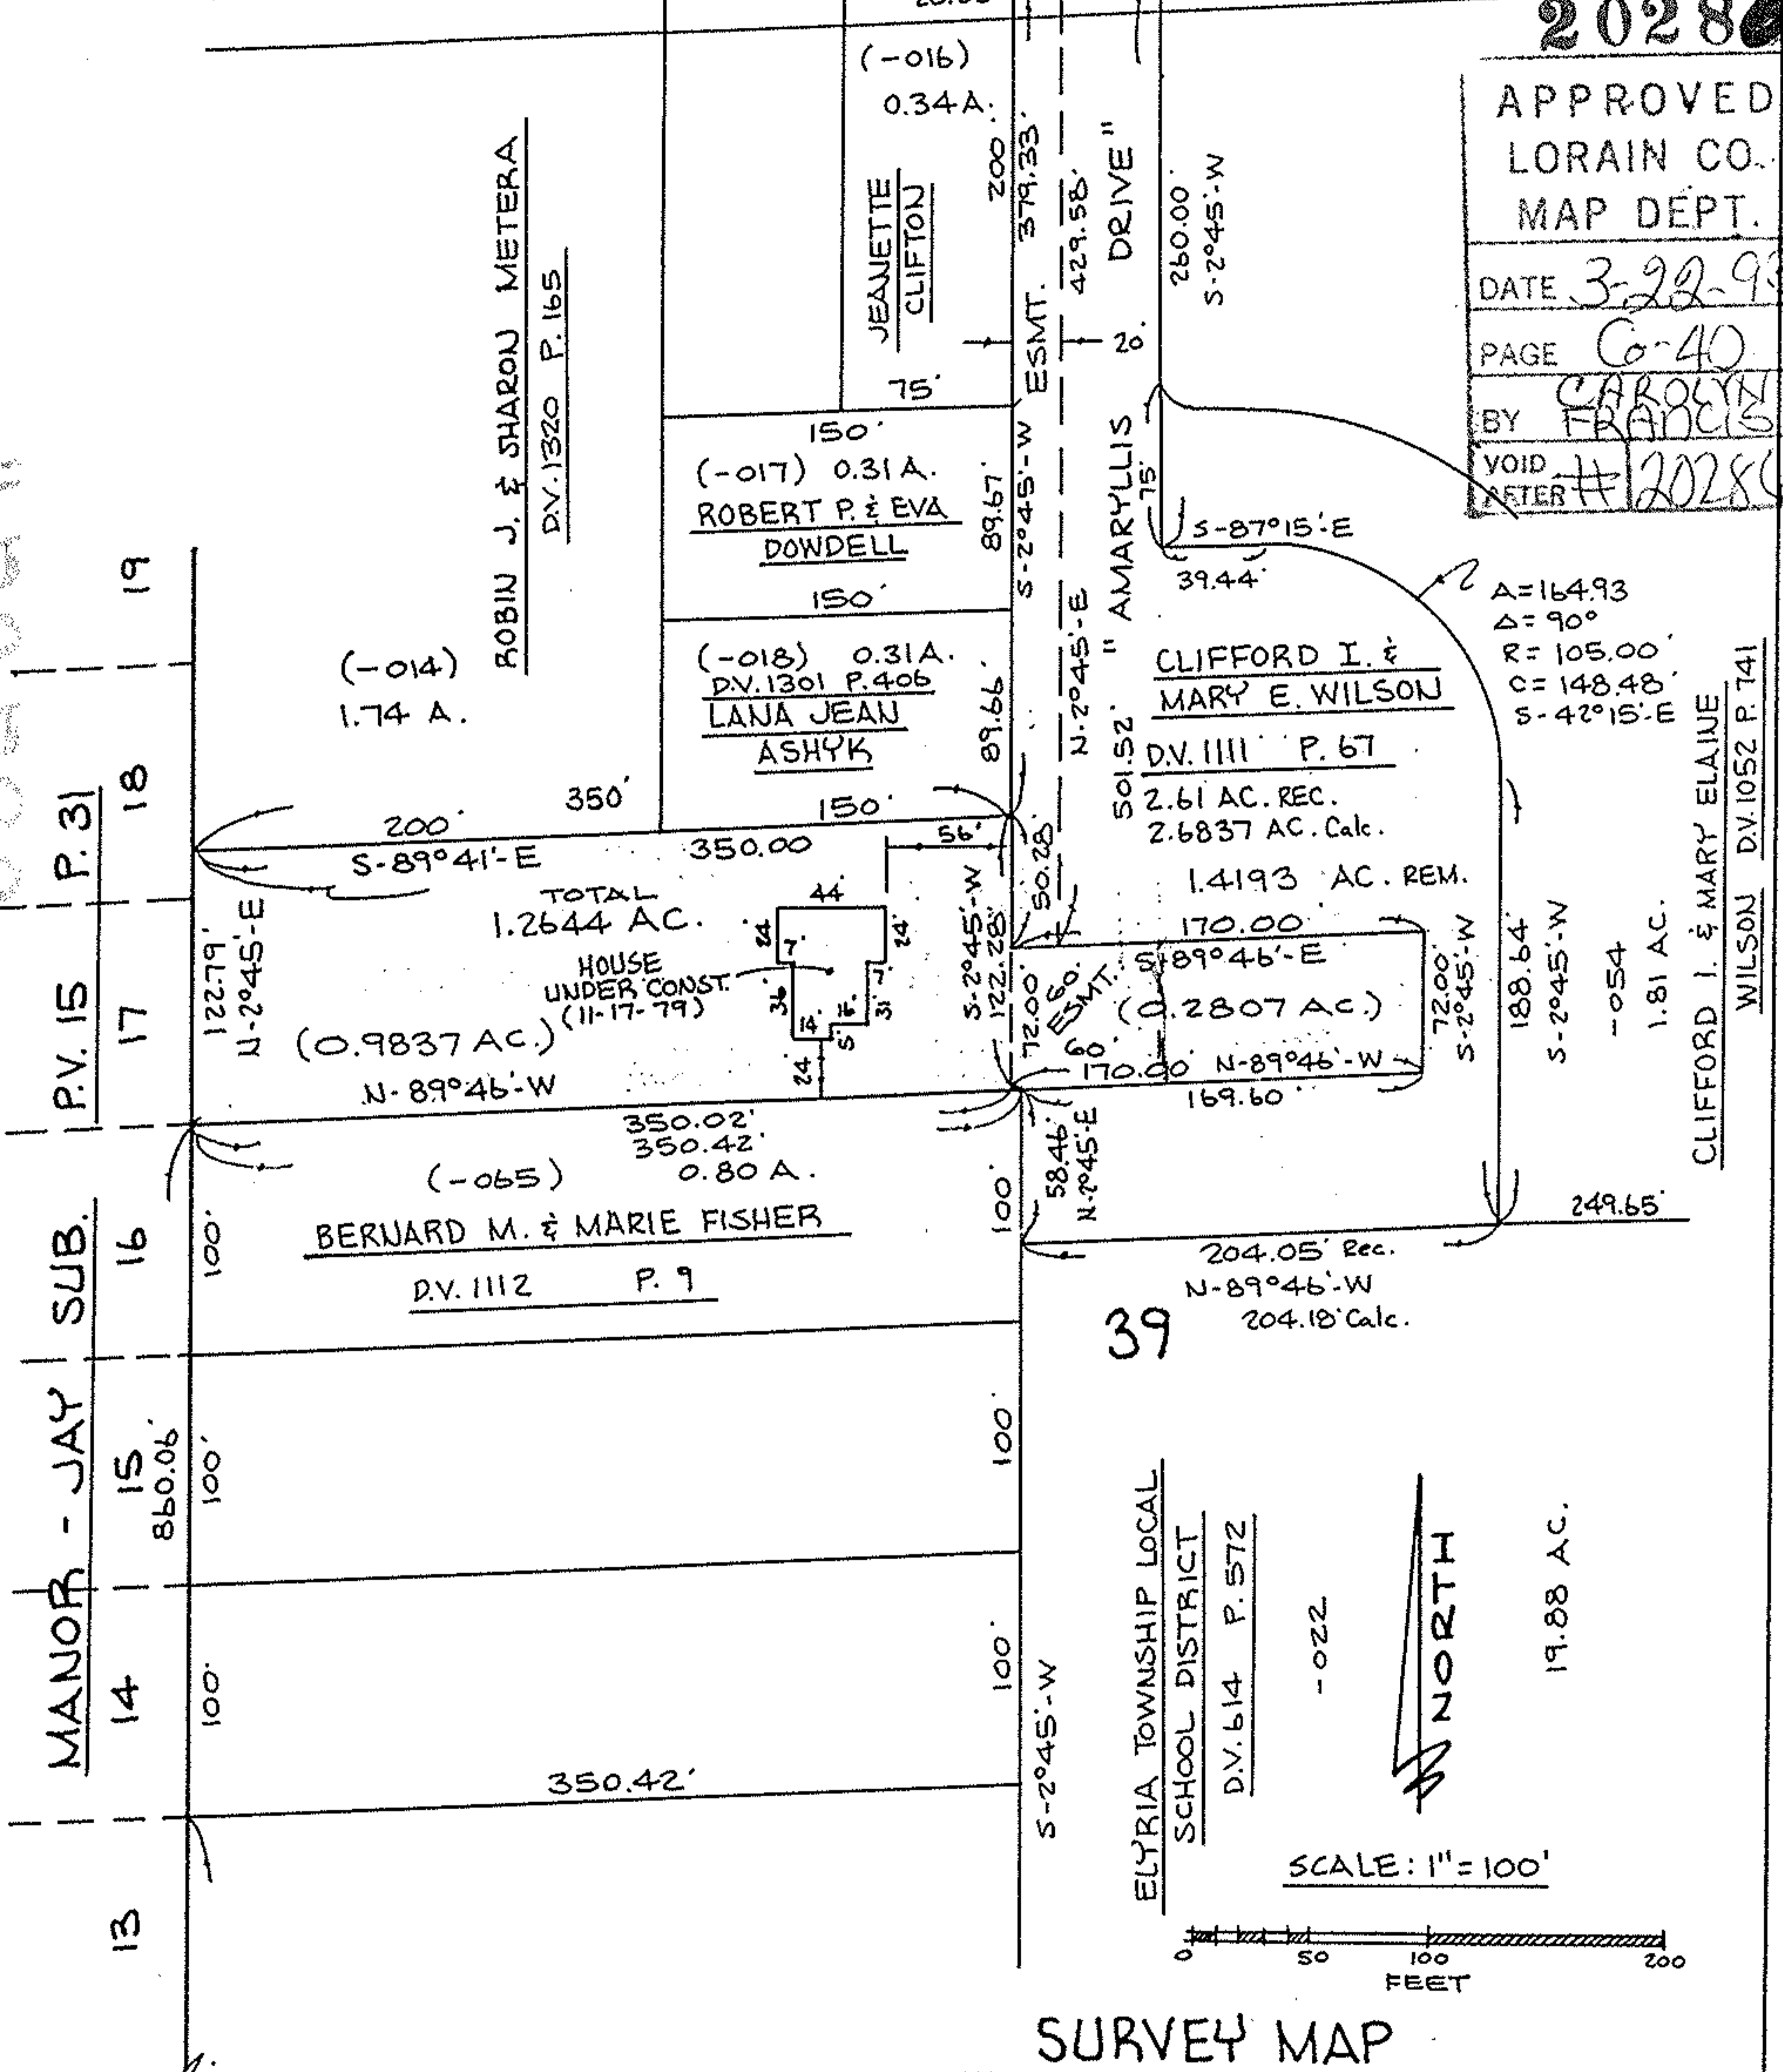 2028
APPROVED
LORAIN CO.
MAP DEPT.
DATE 3-22-93
PAGE Co-40
BY CAROLYN
FRANCIS
VOID
AFTER # 2028
(-016)
0.34 A.
JEANETTE
CLIFTON
200'
75'
S-2°45'-W ESMT. 379.33'
429.58'
N-2°45'-E
20'
"AMARYLLIS DRIVE"
501.52'
260.00'
S-2°45'-W
75'
ROBIN J. & SHARON METERA
D.V. 1320 P. 165
(-014)
1.74 A.
150'
(-017) 0.31 A.
ROBERT P. & EVA
DOWDELL
89.67'
150'
(-018) 0.31 A.
D.V. 1301 P. 406
LANA JEAN
ASHYK
89.66'
150'
S-87°15'-E
39.44'
A=164.93
Δ=90°
R=105.00'
C=148.48'
S-42°15'-E
CLIFFORD I. &
MARY E. WILSON
D.V. 1111 P. 67
2.61 AC. REC.
2.6837 AC. Calc.
1.4193 AC. REM.
CLIFFORD I. & MARY ELAINE
WILSON D.V. 1052 P. 741
-054
1.81 AC.
188.64'
S-2°45'-W
249.65'
350'
200'
S-89°41'-E
350.00
56'
TOTAL
1.2644 AC.
44'
24'
24'
7'
7'
36'
31'
14'
16'
5'
24'
HOUSE
UNDER CONST.
(11-17-79)
(0.9837 AC.)
122.79'
N-2°45'-E
N-89°46'-W
350.02'
350.42'
S-2°45'-W
122.28'
50.28'
72.00'
60'
ESMT.
60'
170.00'
S-89°46'-E
(0.2807 AC.)
72.00'
S-2°45'-W
170.00' N-89°46'-W
169.60'
58.46'
N-2°45'-E
204.05' Rec.
N-89°46'-W
204.18' Calc.
39
(-065) 0.80 A.
BERNARD M. & MARIE FISHER
D.V. 1112 P. 9
100'
100'
100'
100'
100'
100'
350.42'
S-2°45'-W
MANOR - JAY SUB. P.V. 15 P. 31
13 14 15 16 17 18 19
860.06'
ELYRIA TOWNSHIP LOCAL
SCHOOL DISTRICT
D.V. 614 P. 572
-022
NORTH
19.88 AC.
SCALE: 1"=100'
0 50 100 200
FEET
SURVEY MAP